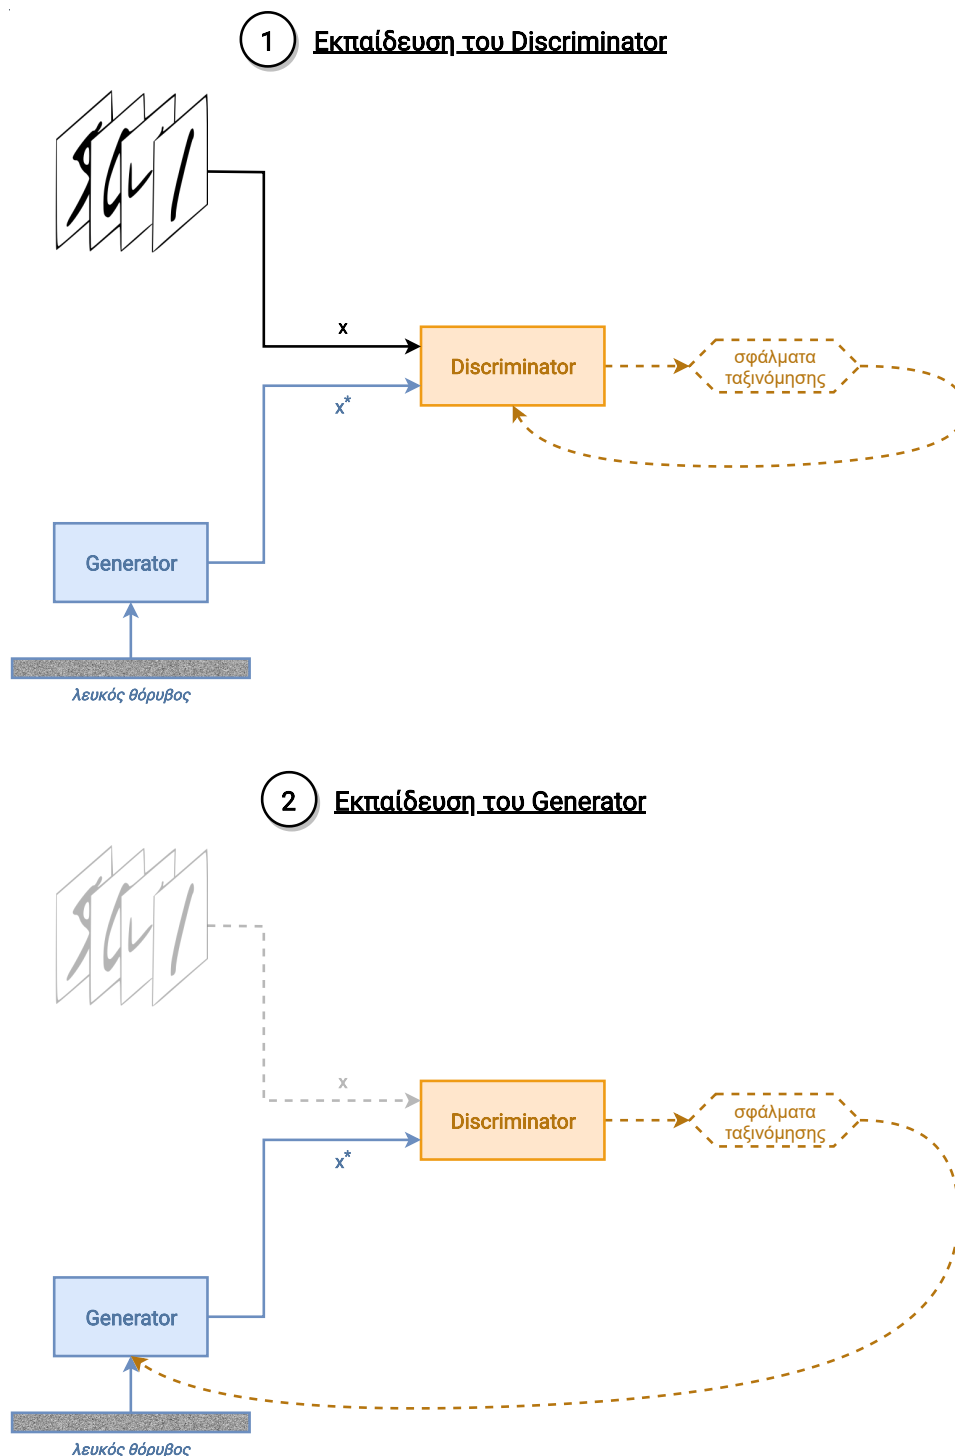 1 Εκπαίδευση του Discriminator
x
Discriminator
σφάλματα
ταξινόμησης
x*
Generator
λευκός θόρυβος
2 Εκπαίδευση του Generator
x
Discriminator
σφάλματα
ταξινόμησης
x*
Generator
λευκός θόρυβος